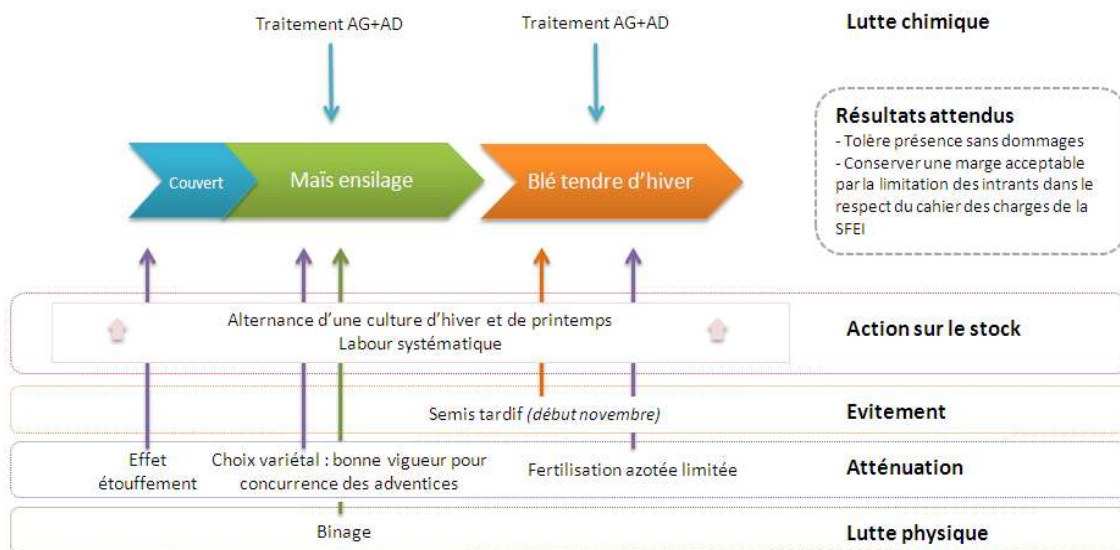 Traitement AG+AD
Traitement AG+AD
Lutte chimique
Résultats attendus
- Tolère présence sans dommages
- Conserver une marge acceptable
par la limitation des intrants dans le
respect du cahier des charges de la
SFEI
Couvert
Maïs ensilage
Blé tendre d’hiver
Alternance d’une culture d’hiver et de printemps
Labour systématique
Action sur le stock
Semis tardif (début novembre)
Evitement
Effet
étouffement
Choix variétal : bonne vigueur pour
concurrence des adventices
Fertilisation azotée limitée
Atténuation
Binage
Lutte physique